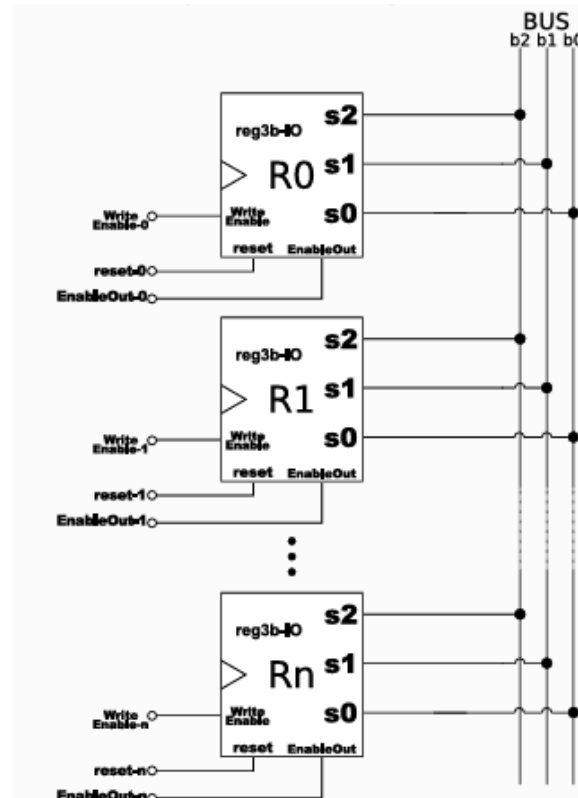 BUS
b2 b1 b0
reg3b-IO
s2
s1
R0
s0
Write
Enable-0
Write
Enable
reset EnableOut
reset-0
EnableOut-0
reg3b-IO
s2
s1
R1
s0
Write
Enable-1
Write
Enable
reset EnableOut
reset-1
EnableOut-1
reg3b-IO
s2
s1
Rn
s0
Write
Enable-n
Write
Enable
reset EnableOut
reset-n
EnableOut-n